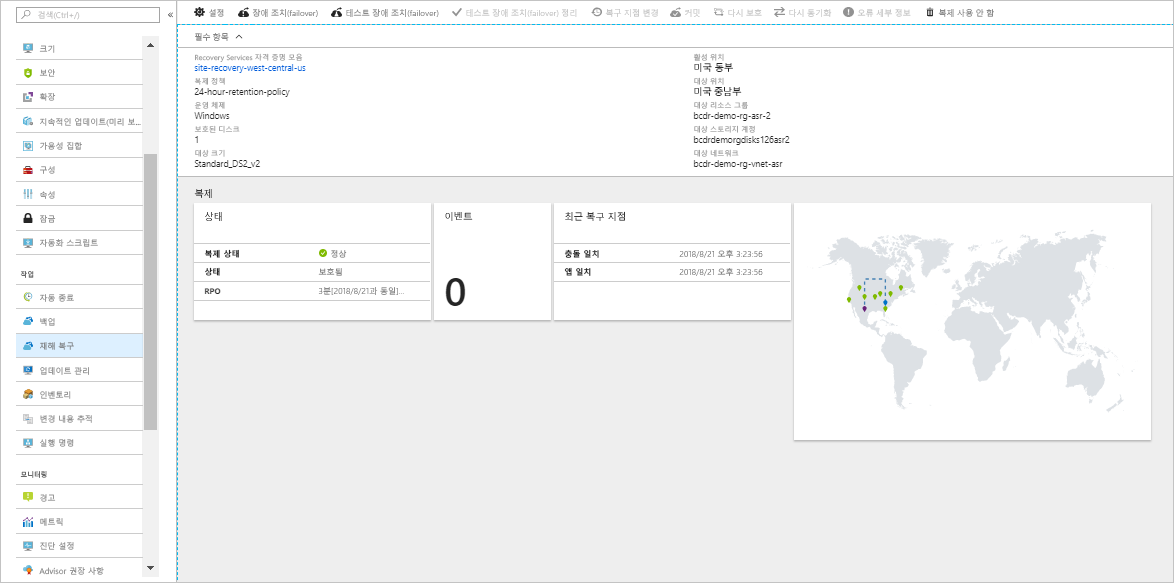 검색(Ctrl+/)
«
크기
보안
확장
지속적인 업데이트(미리 보...
가용성 집합
구성
속성
잠금
자동화 스크립트
작업
자동 종료
백업
재해 복구
업데이트 관리
인벤토리
변경 내용 추적
실행 명령
모니터링
경고
메트릭
진단 설정
Advisor 권장 사항
설정 장애 조치(failover) 테스트 장애 조치(failover) 테스트 장애 조치(failover) 정리 복구 지점 변경 커밋 다시 보호 다시 동기화 오류 세부 정보 복제 사용 안 함
필수 항목
Recovery Services 자격 증명 모음
site-recovery-west-central-us
복제 정책
24-hour-retention-policy
운영 체제
Windows
보호된 디스크
1
대상 크기
Standard_DS2_v2
활성 위치
미국 동부
대상 위치
미국 중남부
대상 리소스 그룹
bcdr-demo-rg-asr-2
대상 스토리지 계정
bcdrdemorgdisks126asr2
대상 네트워크
bcdr-demo-rg-vnet-asr
복제
상태
복제 상태 정상
상태 보호됨
RPO 3분[2018/8/21과 동일]...
이벤트
0
최근 복구 지점
충돌 일치 2018/8/21 오후 3:23:56
앱 일치 2018/8/21 오후 3:23:56